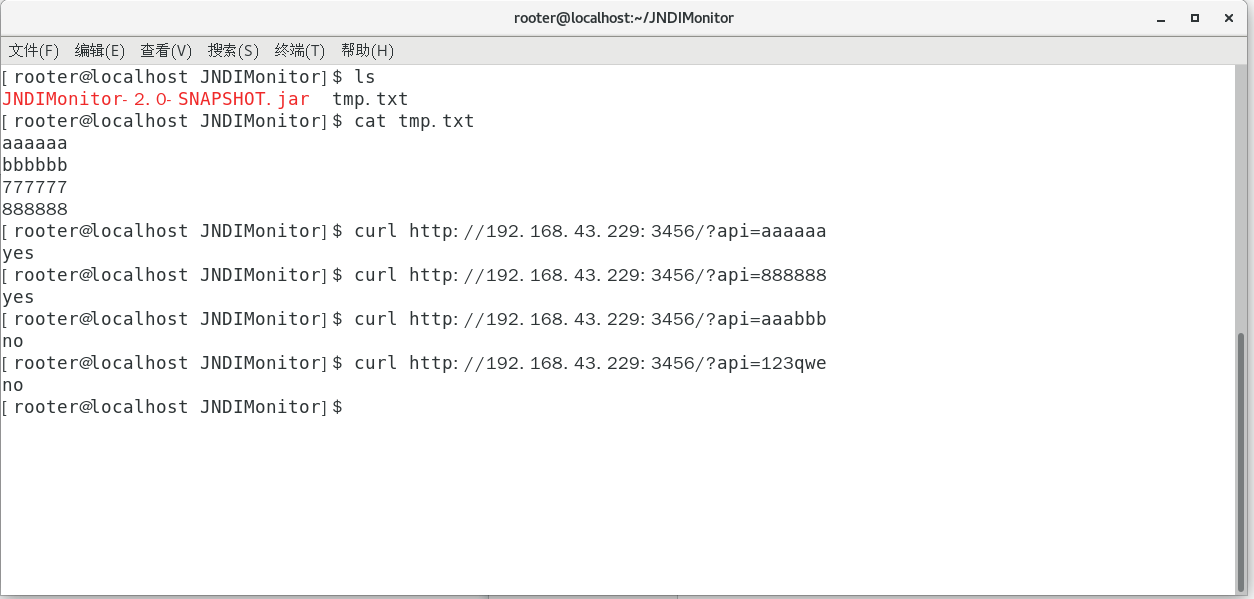 rooter@localhost:~/JNDIMonitor
文件(F) 编辑(E) 查看(V) 搜索(S) 终端(T) 帮助(H)
[rooter@localhost JNDIMonitor]$ ls
JNDIMonitor-2.0-SNAPSHOT.jar  tmp.txt
[rooter@localhost JNDIMonitor]$ cat tmp.txt
aaaaaa
bbbbbb
777777
888888
[rooter@localhost JNDIMonitor]$ curl http://192.168.43.229:3456/?api=aaaaaa
yes
[rooter@localhost JNDIMonitor]$ curl http://192.168.43.229:3456/?api=888888
yes
[rooter@localhost JNDIMonitor]$ curl http://192.168.43.229:3456/?api=aaabbb
no
[rooter@localhost JNDIMonitor]$ curl http://192.168.43.229:3456/?api=123qwe
no
[rooter@localhost JNDIMonitor]$